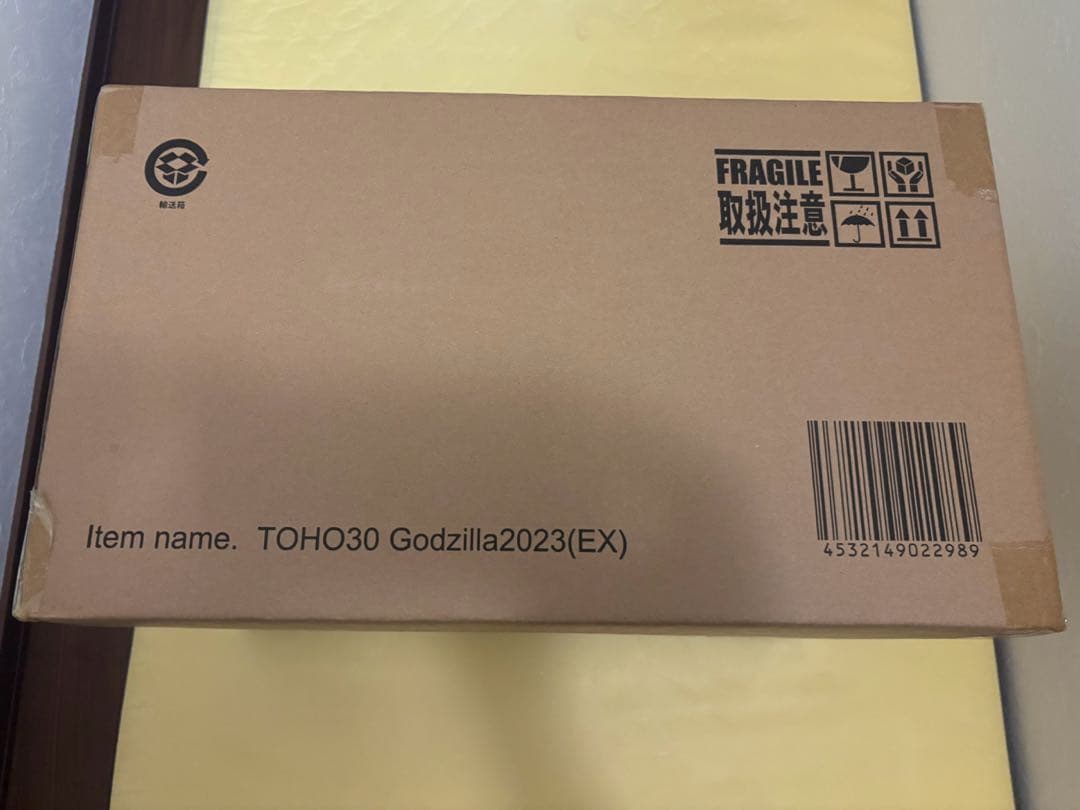 輸送箱
FRAGILE
取扱注意
Item name. TOHO30 Godzilla2023(EX)
4532149022989